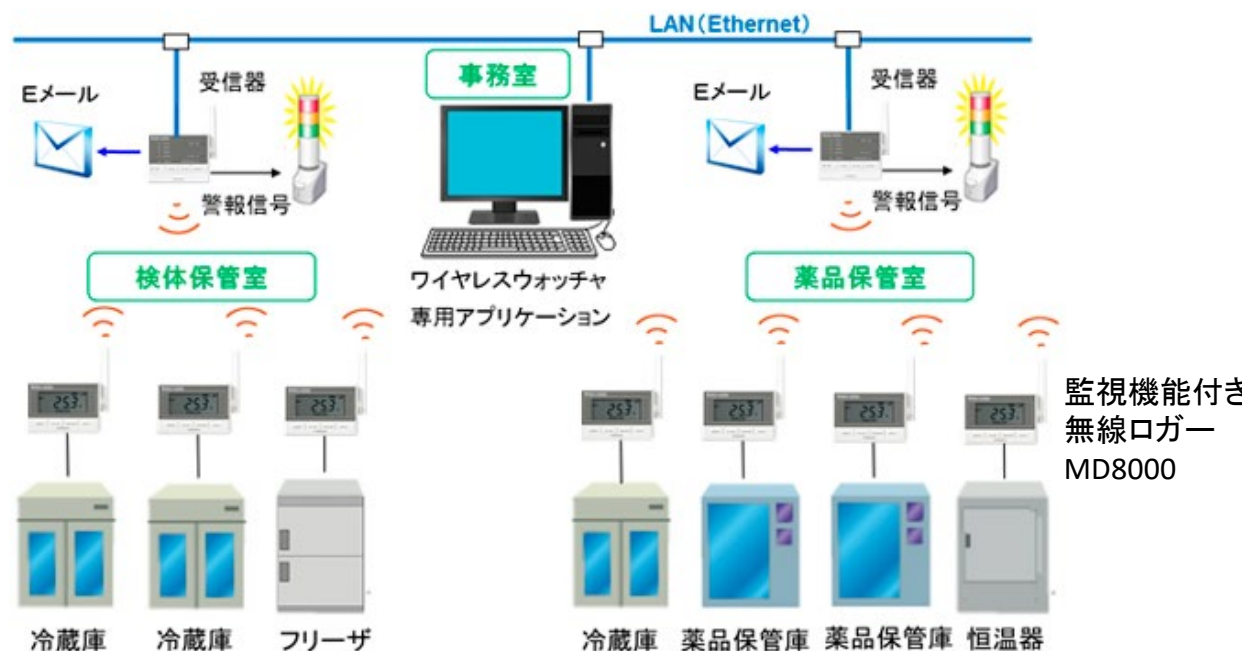 LAN（Ethernet）
事務室
Eメール
受信器
警報信号
Eメール
受信器
警報信号
検体保管室
ワイヤレスウォッチャ
専用アプリケーション
薬品保管室
監視機能付き
無線ロガー
MD8000
冷蔵庫
冷蔵庫
フリーザ
冷蔵庫
薬品保管庫
薬品保管庫
恒温器